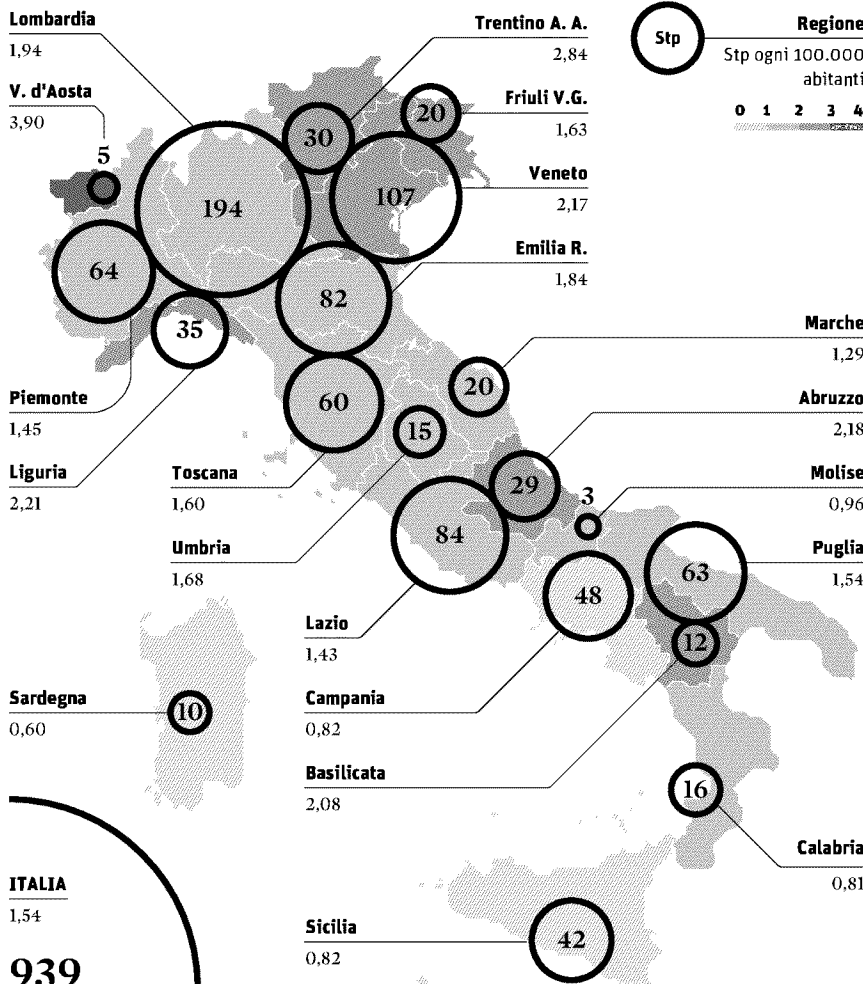 Lombardia
1,94
V. d'Aosta
3,90
Trentino A. A.
2,84
Friuli V.G.
1,63
Veneto
2,17
Emilia R.
1,84
Stp
Regione
Stp ogni 100.000
abitanti
0 1 2 3 4
5
30
20
194
107
64
82
35
Marche
1,29
20
60
15
Piemonte
1,45
Abruzzo
2,18
Liguria
2,21
Toscana
1,60
29
3
Molise
0,96
84
Umbria
1,68
48
63
Puglia
1,54
Lazio
1,43
12
Sardegna
0,60
10
Campania
0,82
Basilicata
2,08
16
Calabria
0,81
ITALIA
1,54
939
Sicilia
0,82
42